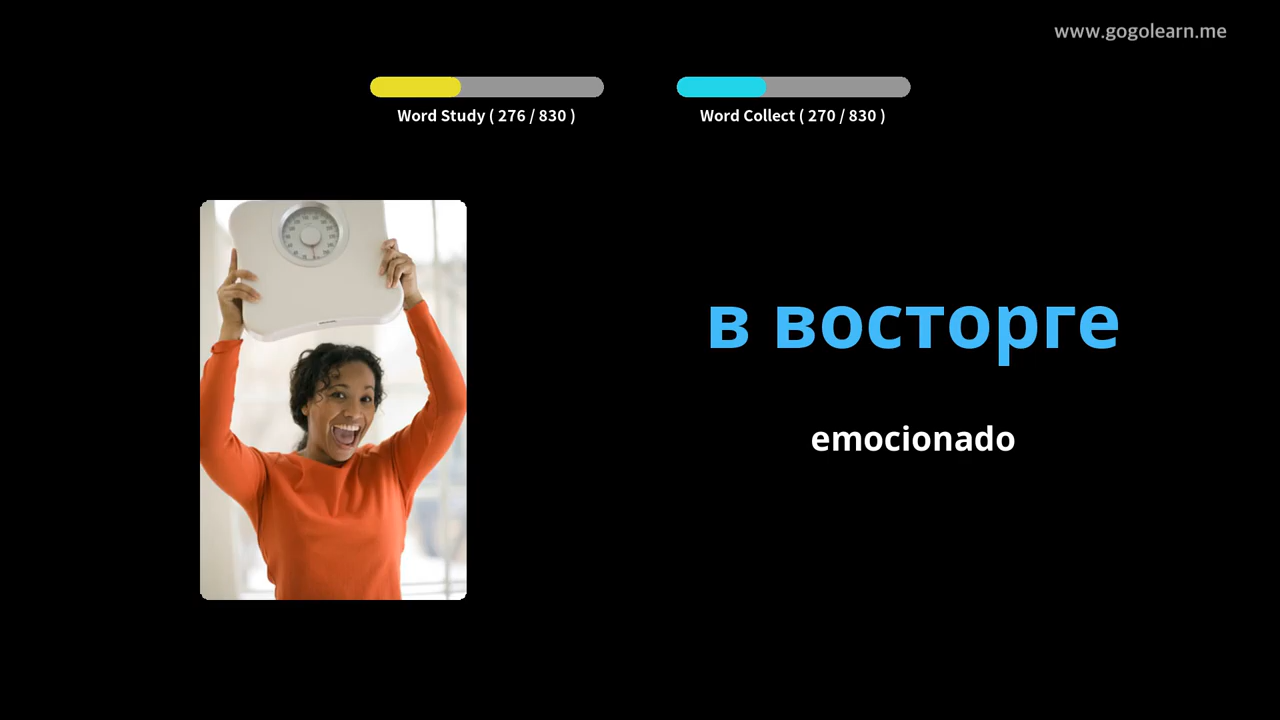 www.gogolearn.me
Word Study ( 276 / 830 )
Word Collect ( 270 / 830 )
в восторге
emocionado